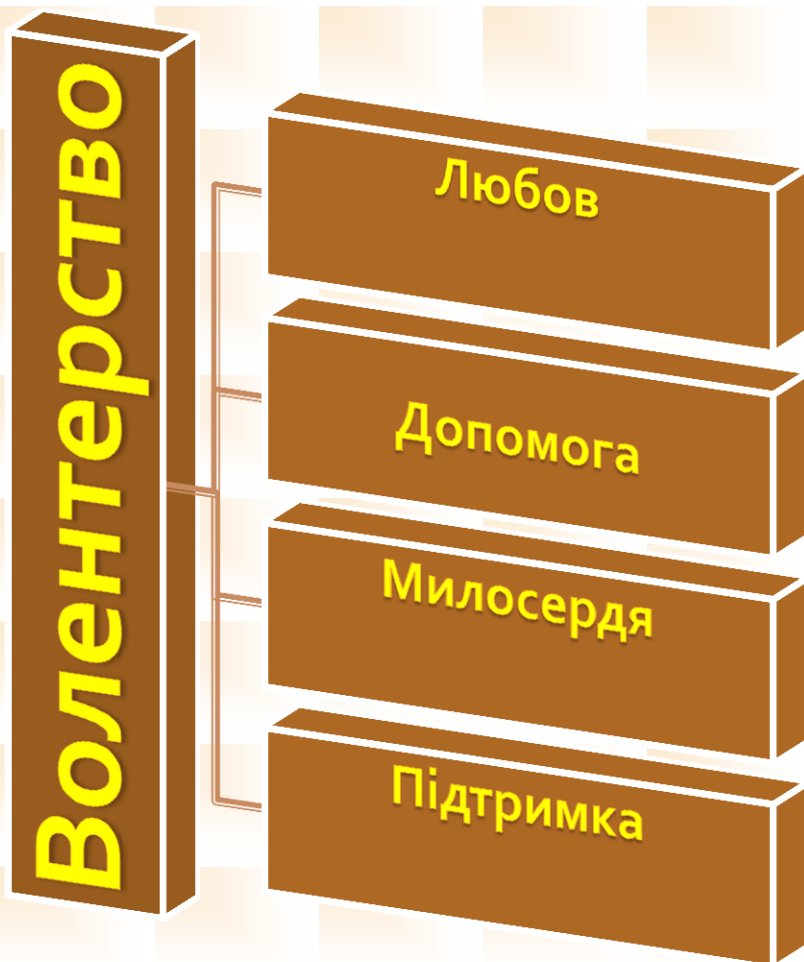 Волентерство
Любов
Допомога
Милосердя
Підтримка